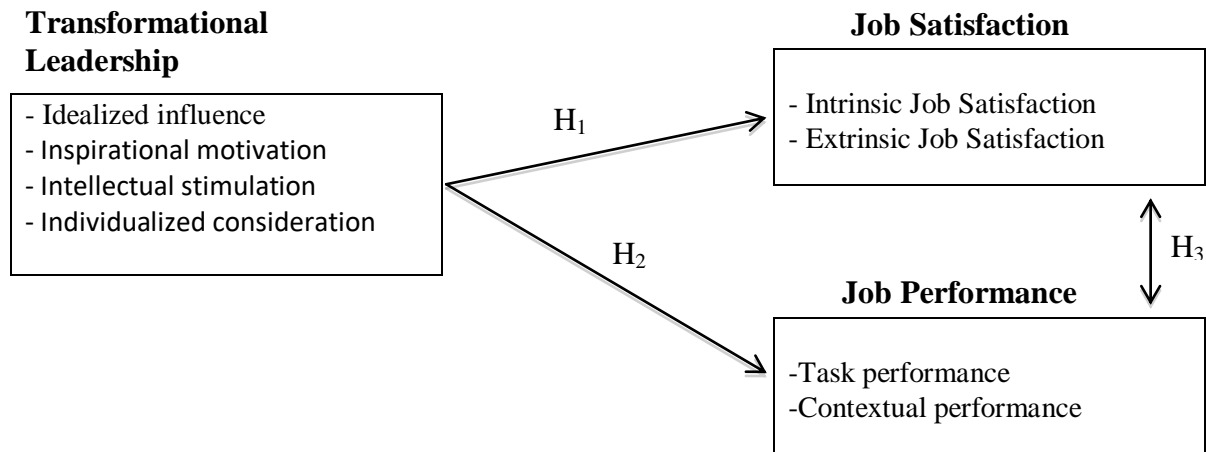 Transformational
Leadership
- Idealized influence
- Inspirational motivation
- Intellectual stimulation
- Individualized consideration
H₁
H₂
Job Satisfaction
- Intrinsic Job Satisfaction
- Extrinsic Job Satisfaction
H₃
Job Performance
-Task performance
-Contextual performance